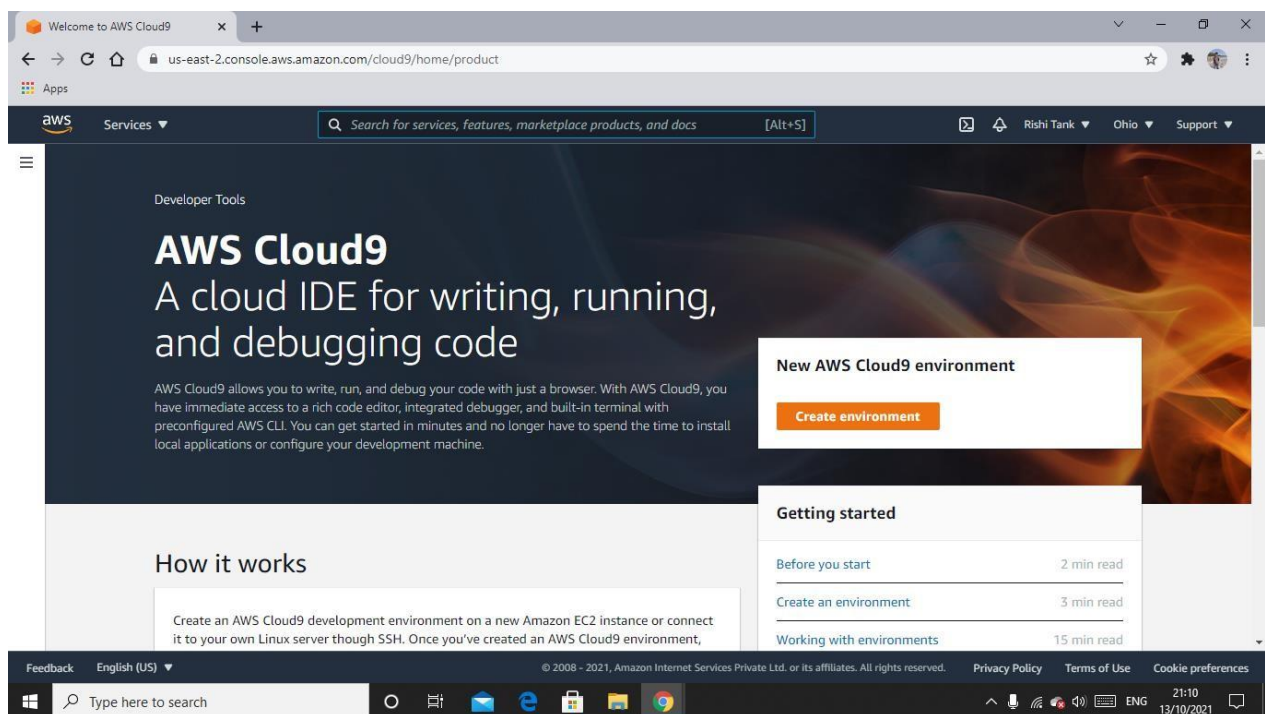 Welcome to AWS Cloud9
us-east-2.console.aws.amazon.com/cloud9/home/product
Apps
aws
Services
Search for services, features, marketplace products, and docs
[Alt+S]
Rishi Tank
Ohio
Support
Developer Tools
AWS Cloud9
A cloud IDE for writing, running,
and debugging code
AWS Cloud9 allows you to write, run, and debug your code with just a browser. With AWS Cloud9, you
have immediate access to a rich code editor, integrated debugger, and built-in terminal with
preconfigured AWS CLI. You can get started in minutes and no longer have to spend the time to install
local applications or configure your development machine.
New AWS Cloud9 environment
Create environment
Getting started
Before you start 2 min read
Create an environment 3 min read
Working with environments 15 min read
How it works
Create an AWS Cloud9 development environment on a new Amazon EC2 instance or connect
it to your own Linux server though SSH. Once you've created an AWS Cloud9 environment,
Feedback
English (US)
© 2008 - 2021, Amazon Internet Services Private Ltd. or its affiliates. All rights reserved.
Privacy Policy
Terms of Use
Cookie preferences
Type here to search
ENG
21:10
13/10/2021